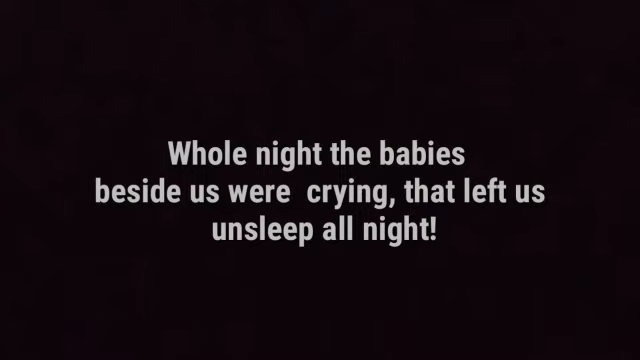 Whole night the babies
beside us were crying, that left us
unsleep all night!